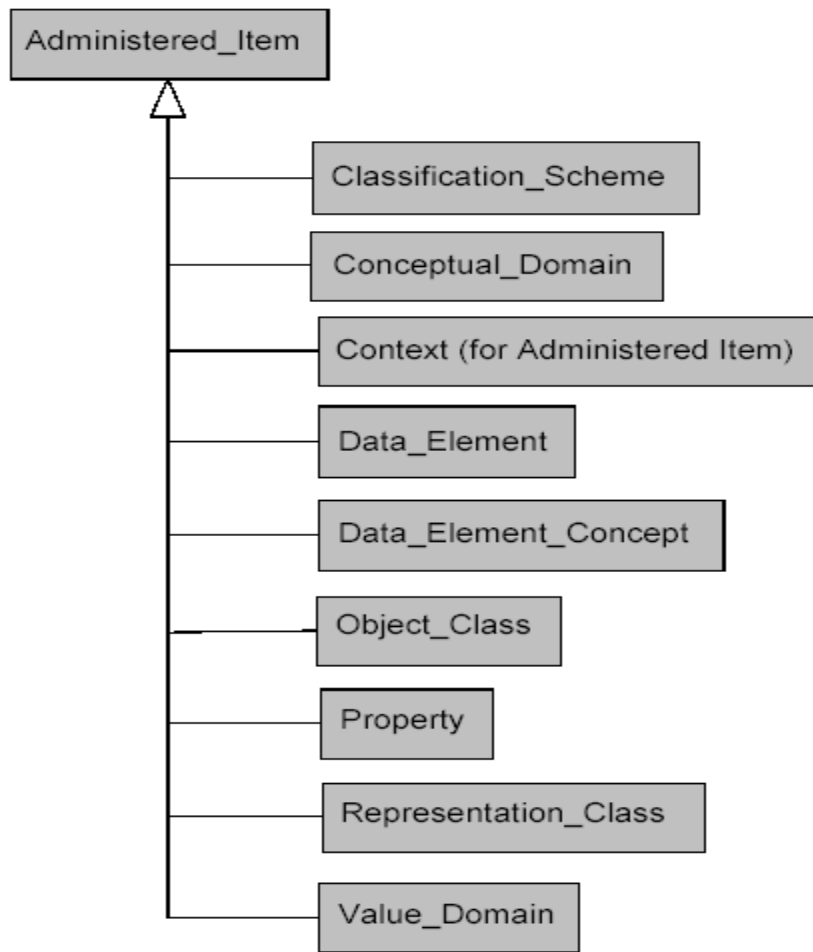 Administered_Item
Classification_Scheme
Conceptual_Domain
Context (for Administered Item)
Data_Element
Data_Element_Concept
Object_Class
Property
Representation_Class
Value_Domain